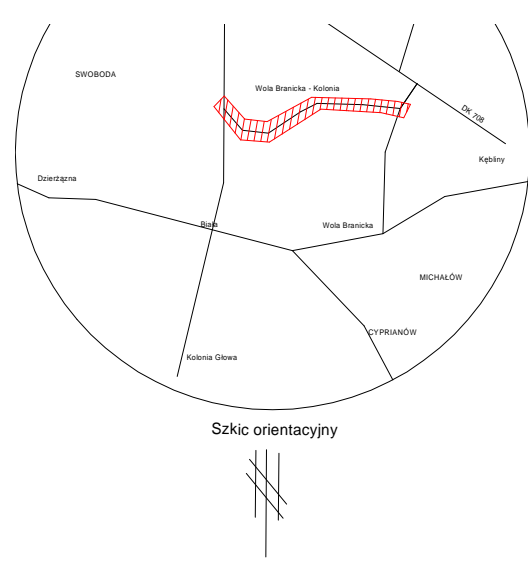 SWOBODA
Wola Branicka - Kolonia
DK 708
Kębliny
Dzierżązna
Biała
Wola Branicka
MICHAŁÓW
CYPRIANÓW
Kolonia Głowa
Szkic orientacyjny